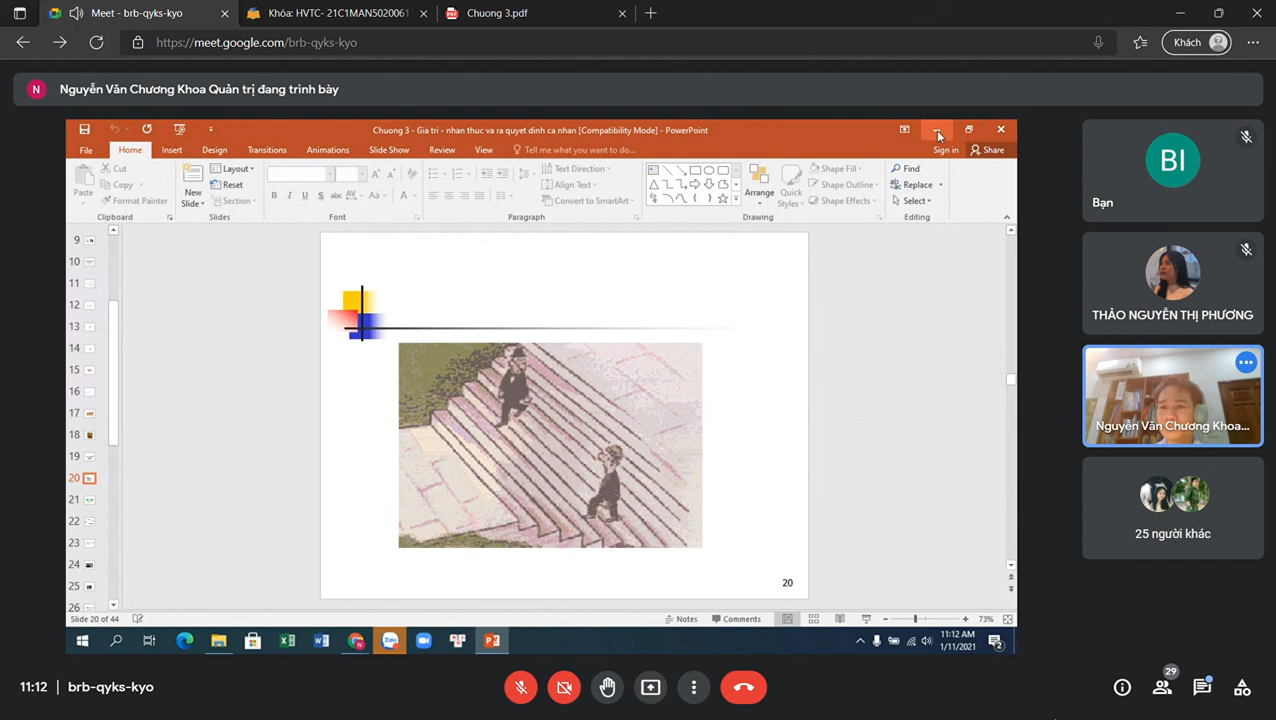 Meet - brb-qyks-kyo
Khóa: HVTC- 21C1MAN5020061
Chuong 3.pdf
https://meet.google.com/brb-qyks-kyo
Khách
N
Nguyễn Văn Chương Khoa Quản trị đang trình bày
Chuong 3 - Gia tri - nhan thuc va ra quyet dinh ca nhan [Compatibility Mode] - PowerPoint
File Home Insert Design Transitions Animations Slide Show Review View Tell me what you want to do... Sign in Share
Paste
Cut
Copy
Format Painter
Clipboard
New Slide
Layout
Reset
Section
Slides
B I U S abc AV Aa A
Font
Text Direction
Align Text
Convert to SmartArt
Paragraph
Arrange
Quick Styles
Shape Fill
Shape Outline
Shape Effects
Drawing
Find
Replace
Select
Editing
9
10
11
12
13
14
15
16
17
18
19
20
21
22
23
24
25
26
20
Slide 20 of 44
Notes
Comments
73%
11:12 AM
1/11/2021
2
BI
Bạn
THẢO NGUYỄN THỊ PHƯƠNG
Nguyễn Văn Chương Khoa...
25 người khác
11:12 | brb-qyks-kyo
29